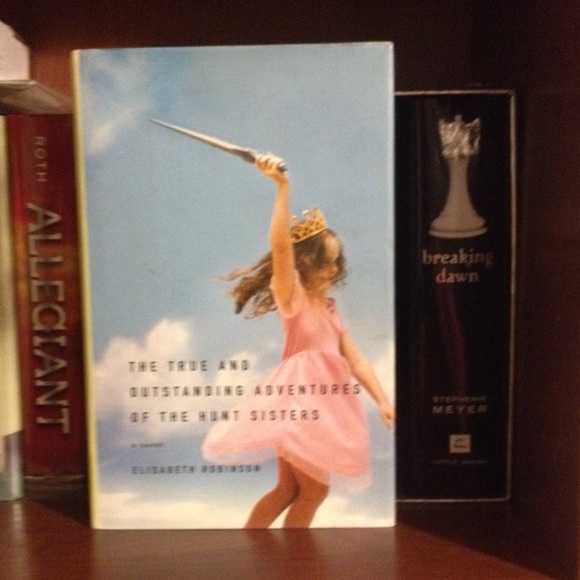 ROTH
ALLEGIANT
THE TRUE AND
OUTSTANDING ADVENTURES
OF THE HUNT SISTERS
A NOVEL
ELISABETH ROBINSON
breaking
dawn
STEPHENIE
MEYER
LITTLE, BROWN